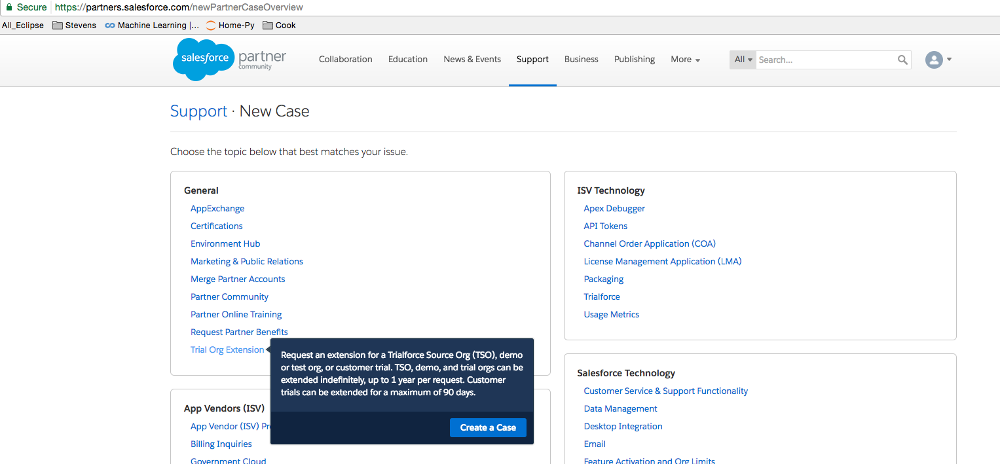 Secure https://partners.salesforce.com/newPartnerCaseOverview
All_Eclipse Stevens Machine Learning |... Home-Py Cook
salesforce partner community
Collaboration Education News & Events Support Business Publishing More All Search...
Support · New Case
Choose the topic below that best matches your issue.
General
AppExchange
Certifications
Environment Hub
Marketing & Public Relations
Merge Partner Accounts
Partner Community
Partner Online Training
Request Partner Benefits
Trial Org Extension
Request an extension for a Trialforce Source Org (TSO), demo
or test org, or customer trial. TSO, demo, and trial orgs can be
extended indefinitely, up to 1 year per request. Customer
trials can be extended for a maximum of 90 days.
Create a Case
App Vendors (ISV)
App Vendor (ISV) Pr
Billing Inquiries
Government Cloud
ISV Technology
Apex Debugger
API Tokens
Channel Order Application (COA)
License Management Application (LMA)
Packaging
Trialforce
Usage Metrics
Salesforce Technology
Customer Service & Support Functionality
Data Management
Desktop Integration
Email
Feature Activation and Org Limits